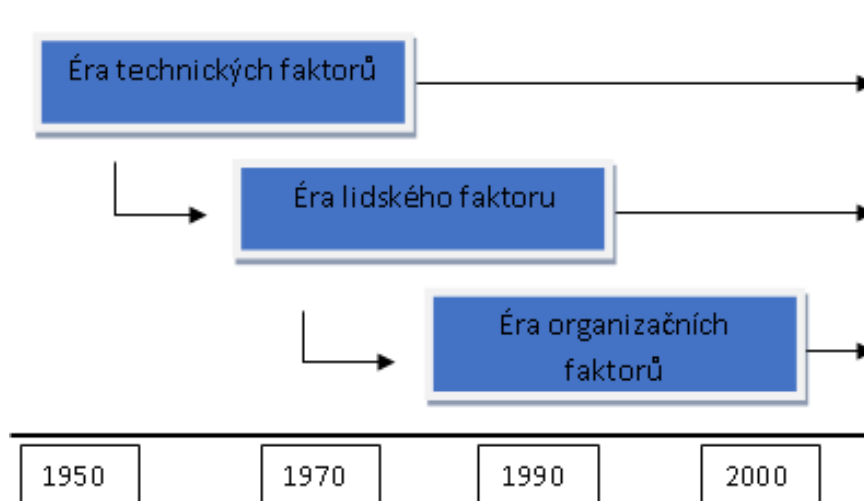 Éra technických faktorů
Éra lidského faktoru
Éra organizačních
faktorů
1950
1970
1990
2000